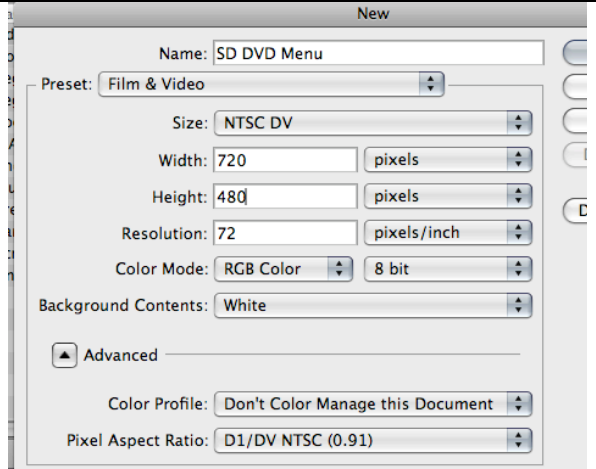 New
Name: SD DVD Menu
Preset: Film & Video
Size: NTSC DV
Width: 720 pixels
Height: 480 pixels
Resolution: 72 pixels/inch
Color Mode: RGB Color 8 bit
Background Contents: White
Advanced
Color Profile: Don't Color Manage this Document
Pixel Aspect Ratio: D1/DV NTSC (0.91)